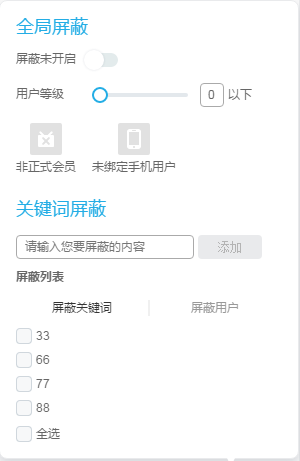 全局屏蔽
屏蔽未开启
用户等级 0 以下
非正式会员 未绑定手机用户
关键词屏蔽
请输入您要屏蔽的内容 添加
屏蔽列表
屏蔽关键词 屏蔽用户
33
66
77
88
全选